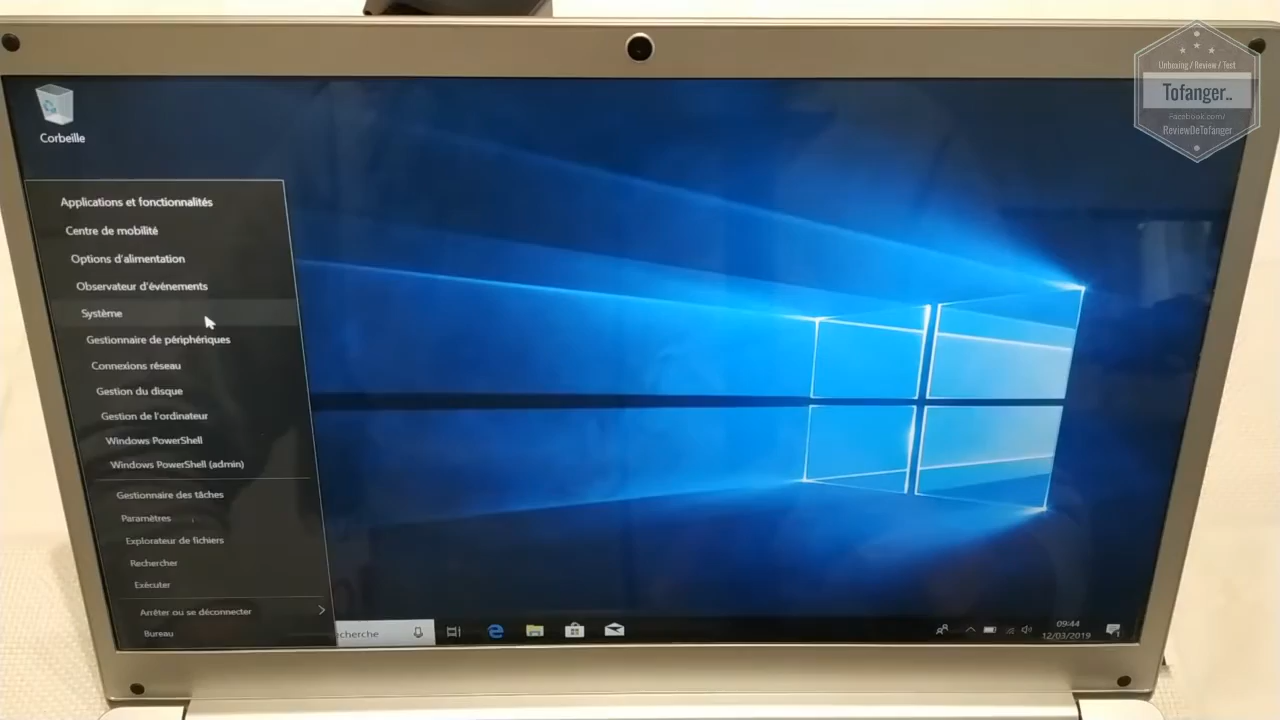 Unboxing / Review / Test
Tofanger..
Facebook.com/
ReviewDeTofanger
Corbeille
Applications et fonctionnalités
Centre de mobilité
Options d'alimentation
Observateur d'événements
Système
Gestionnaire de périphériques
Connexions réseau
Gestion du disque
Gestion de l'ordinateur
Windows PowerShell
Windows PowerShell (admin)
Gestionnaire des tâches
Paramètres
Explorateur de fichiers
Rechercher
Exécuter
Arrêter ou se déconnecter
Bureau
echerche
09:44
12/03/2019